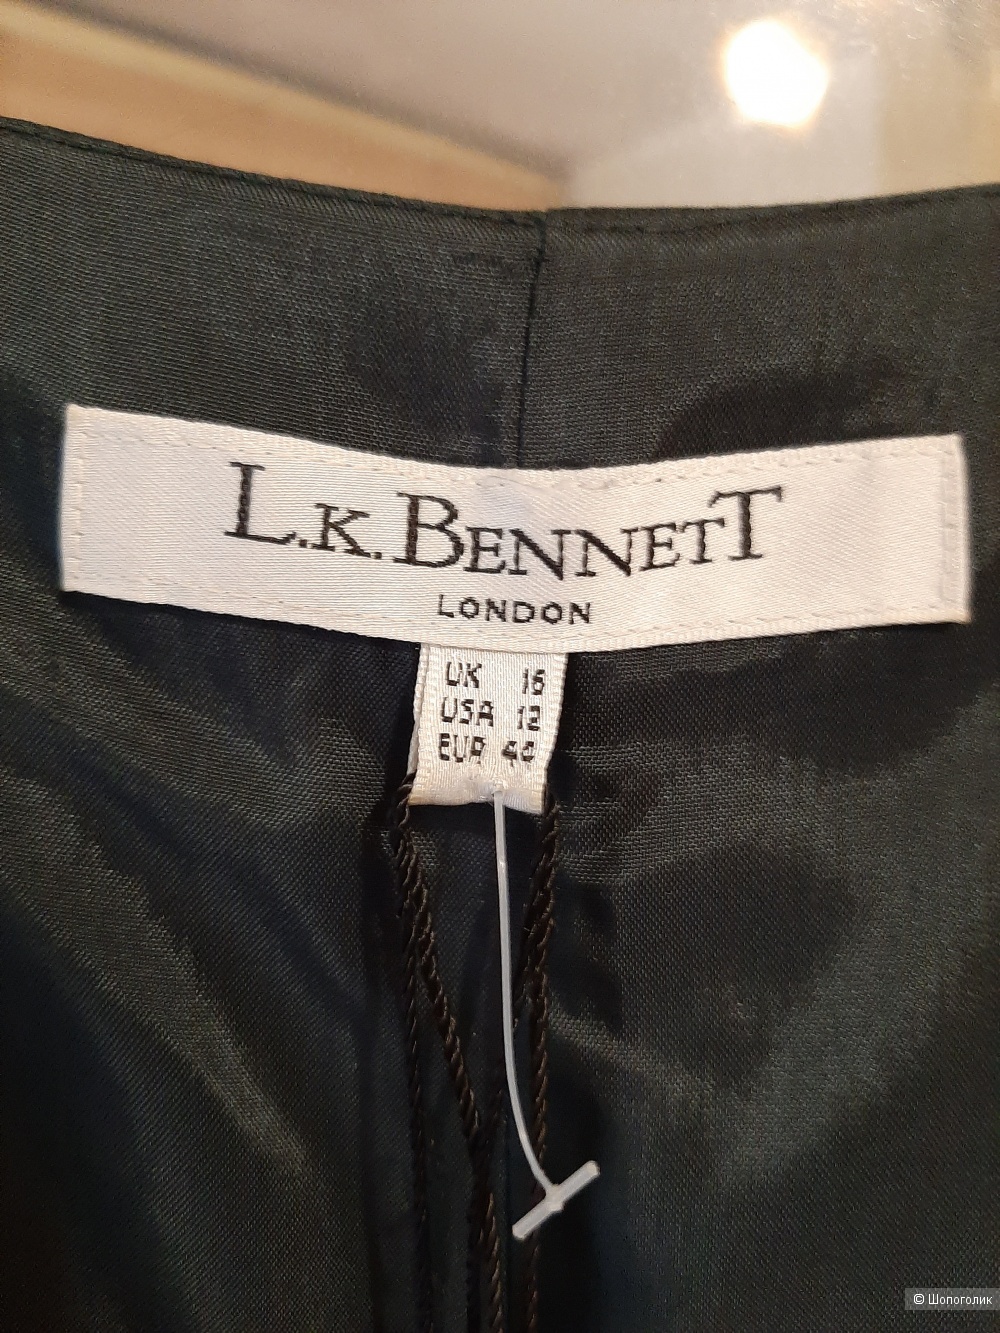 L.K.BENNETT
LONDON
UK 16
USA 12
EUR 44
© Шопоголик